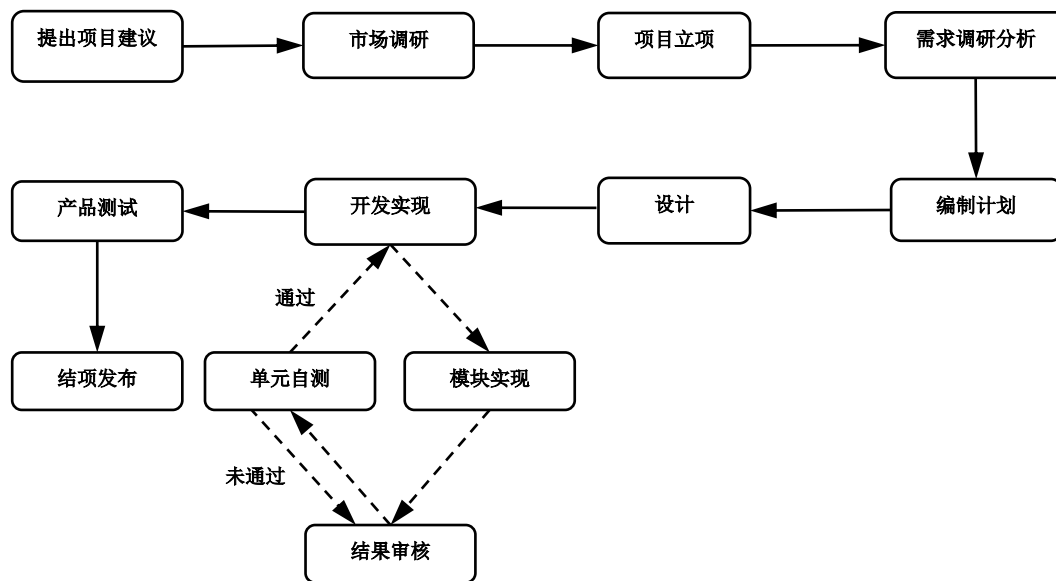 提出项目建议
市场调研
项目立项
需求调研分析
产品测试
开发实现
设计
编制计划
通过
结项发布
单元自测
模块实现
未通过
结果审核